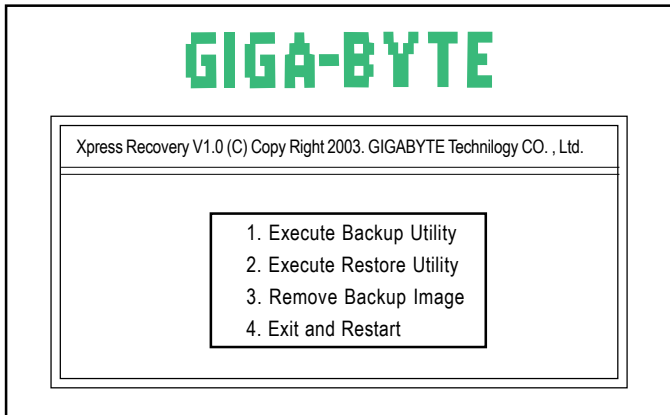 GIGA-BYTE
Xpress Recovery V1.0 (C) Copy Right 2003. GIGABYTE Technilogy CO. , Ltd.
1. Execute Backup Utility
2. Execute Restore Utility
3. Remove Backup Image
4. Exit and Restart